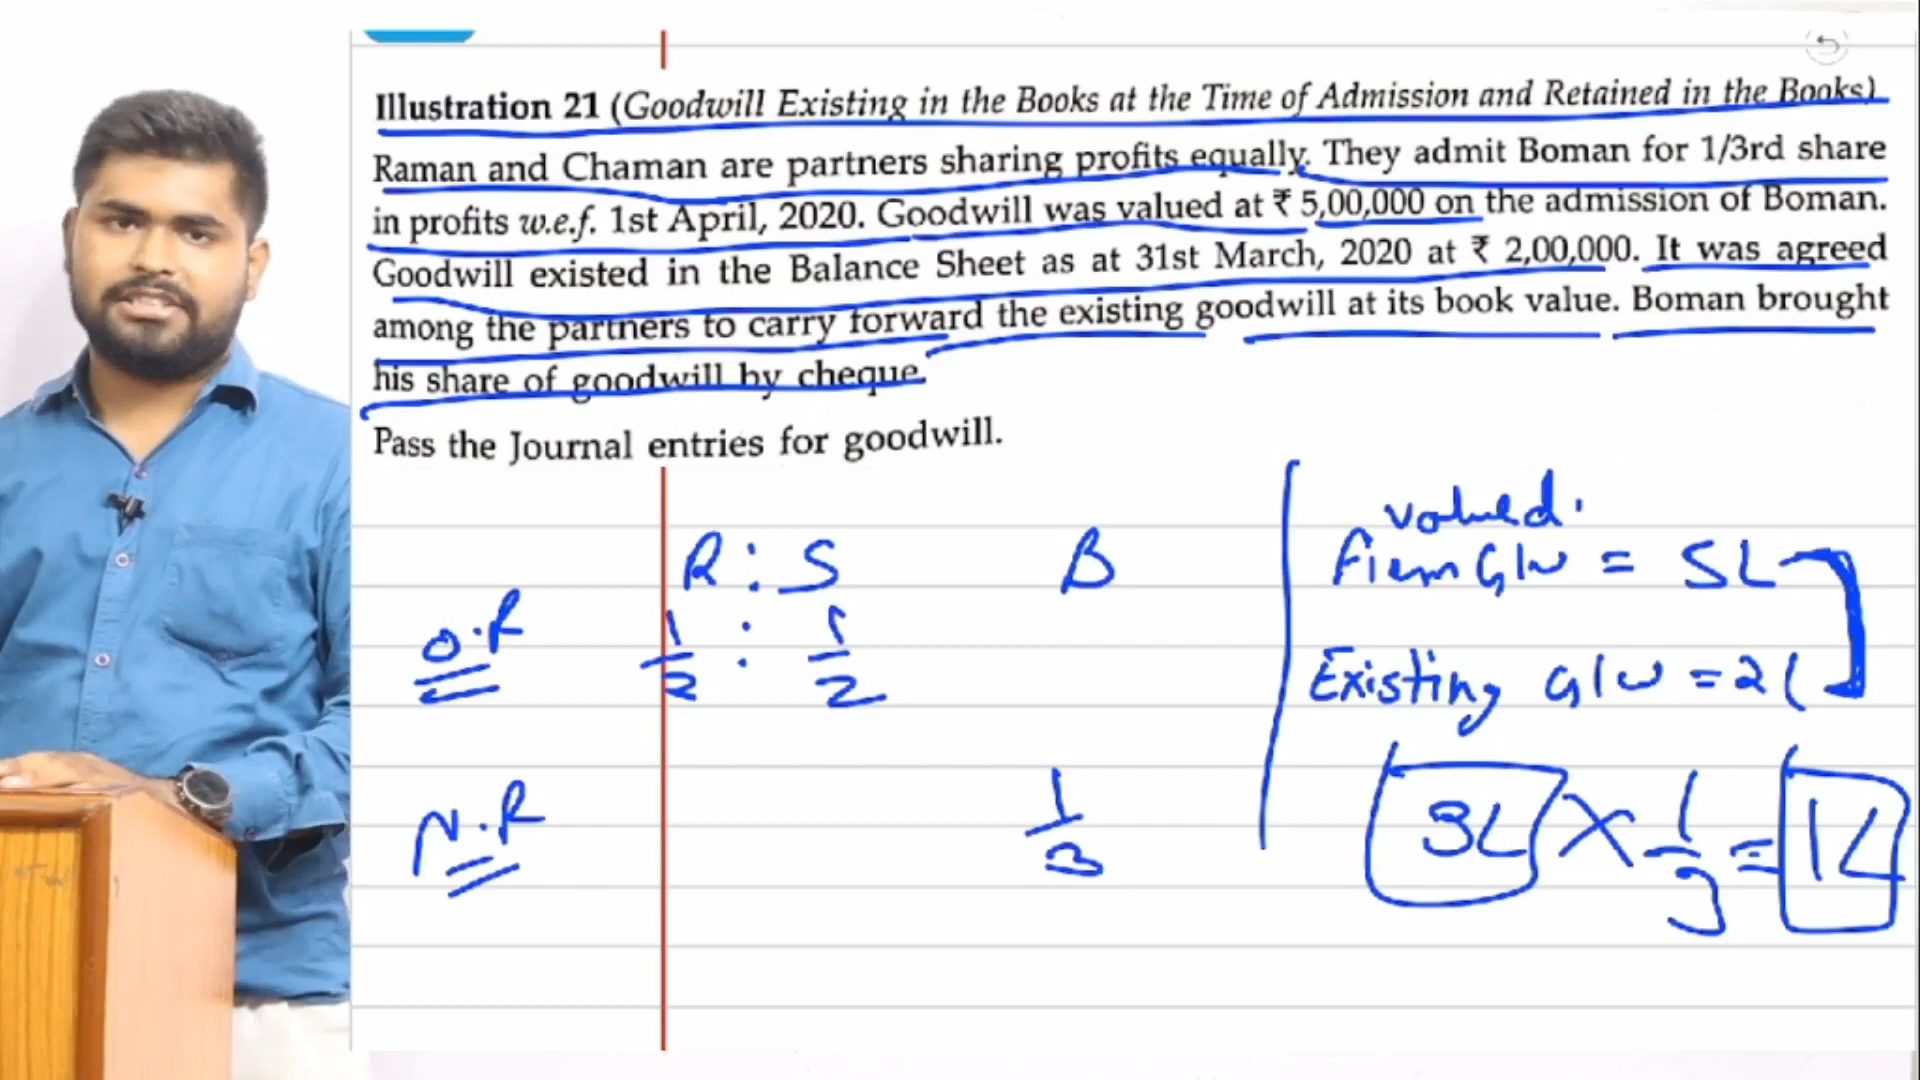 Illustration 21 (Goodwill Existing in the Books at the Time of Admission and Retained in the Books)
Raman and Chaman are partners sharing profits equally. They admit Boman for 1/3rd share
in profits w.e.f. 1st April, 2020. Goodwill was valued at ₹ 5,00,000 on the admission of Boman.
Goodwill existed in the Balance Sheet as at 31st March, 2020 at ₹ 2,00,000. It was agreed
among the partners to carry forward the existing goodwill at its book value. Boman brought
his share of goodwill by cheque.
Pass the Journal entries for goodwill.
R : S B
O.R 1/2 : 1/2
N.R 1/3
valued.
Firm G/w = 5L
Existing G/w = 2L
3L × 1/3 = 1L